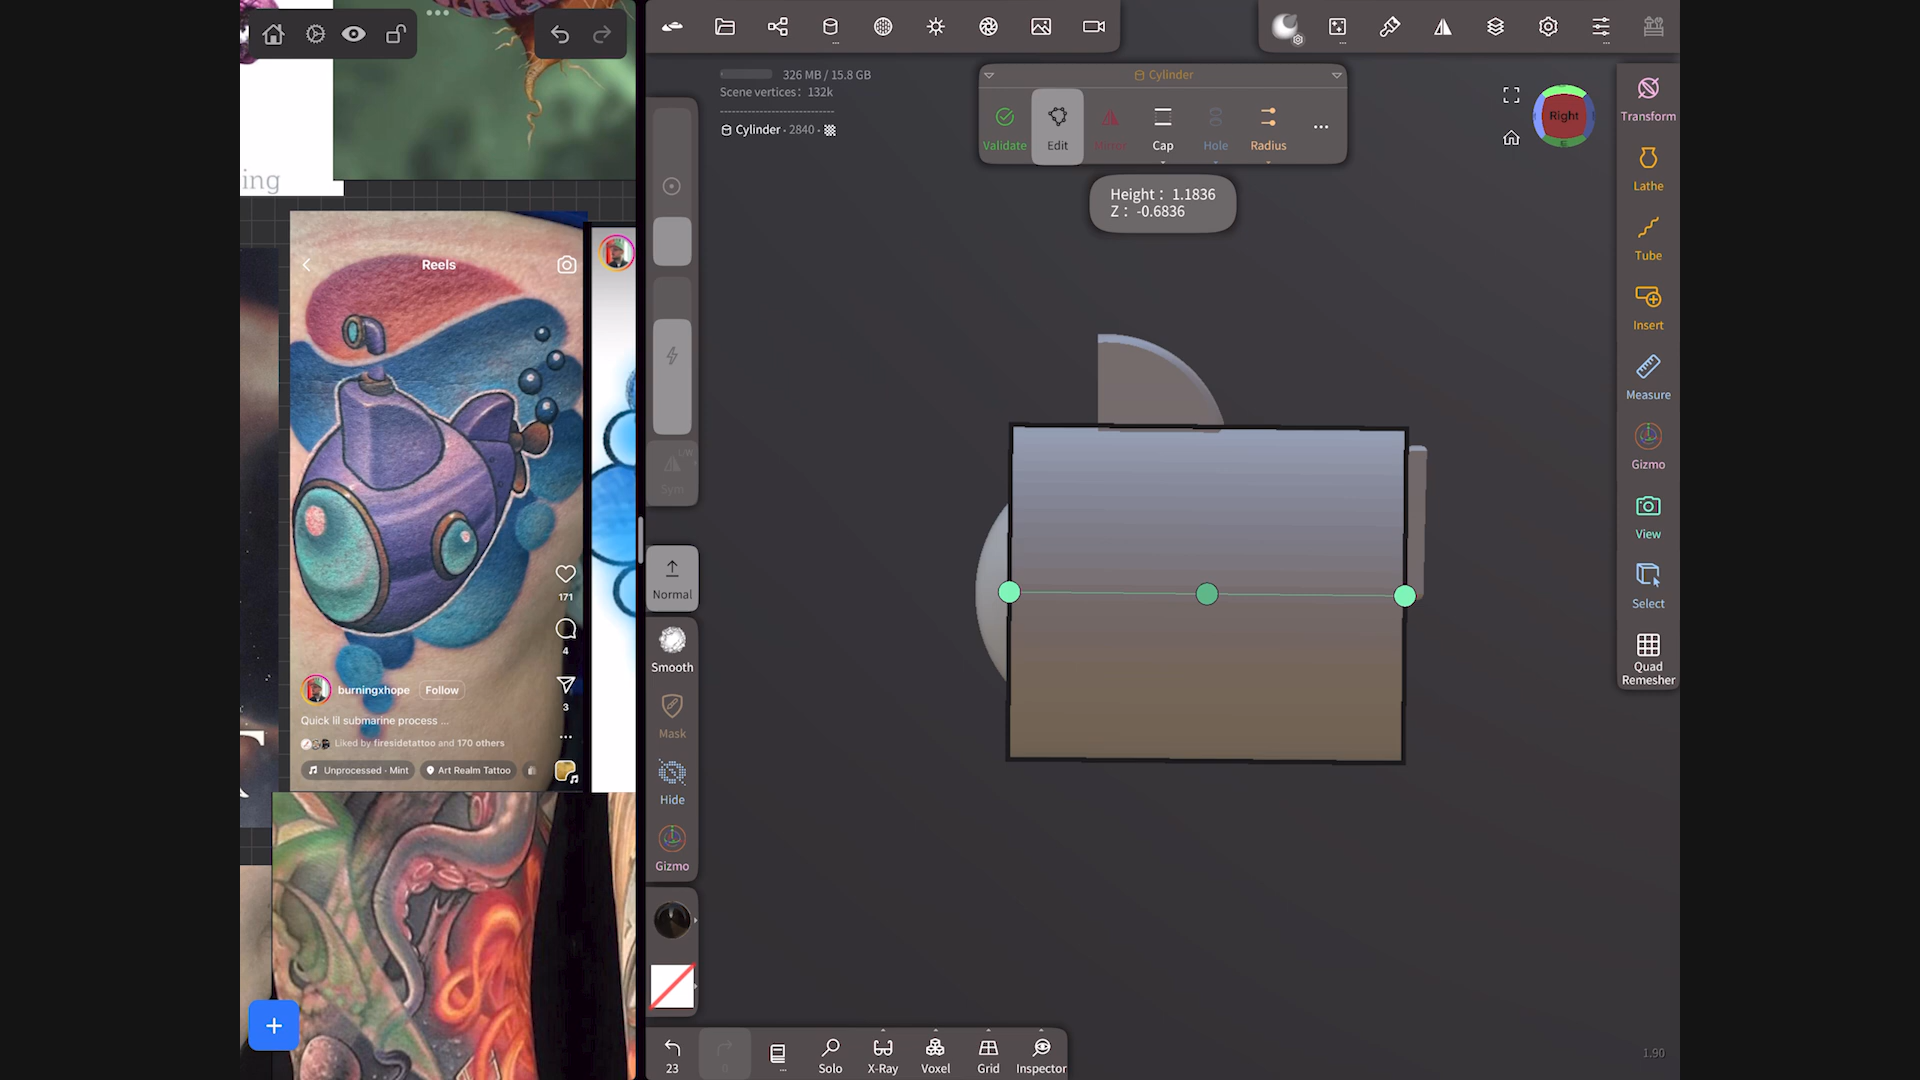 ing
Reels
171
4
3
burningxhope
Follow
Quick lil submarine process ...
Liked by firesidetattoo and 170 others
Unprocessed · Mint
Art Realm Tattoo
326 MB / 15.8 GB
Scene vertices: 132k
Cylinder · 2840 ·
Cylinder
Validate
Edit
Mirror
Cap
Hole
Radius
Height : 1.1836
Z : -0.6836
Right
Transform
Lathe
Tube
Insert
Measure
Gizmo
View
Select
Quad
Remesher
L/W
Sym
Normal
Smooth
Mask
Hide
Gizmo
23
0
Solo
X-Ray
Voxel
Grid
Inspector
1.90